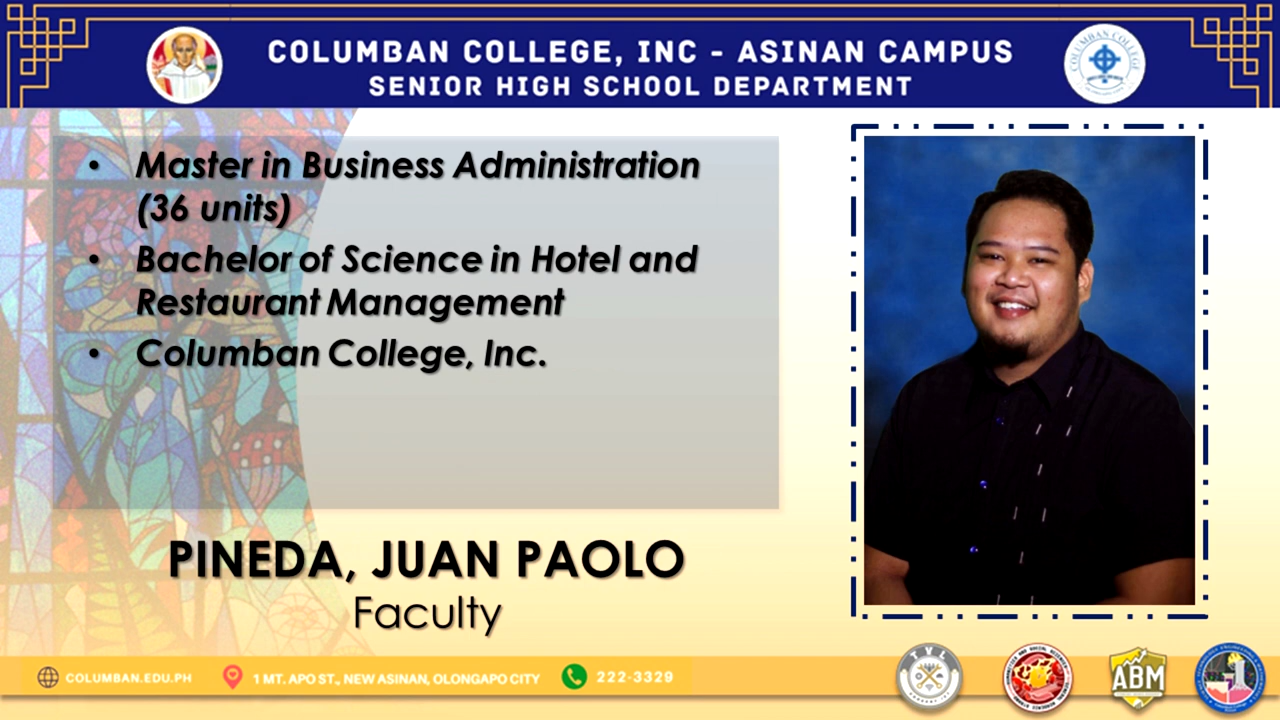 COLUMBAN COLLEGE, INC - ASINAN CAMPUS
SENIOR HIGH SCHOOL DEPARTMENT
• Master in Business Administration
(36 units)
• Bachelor of Science in Hotel and
Restaurant Management
• Columban College, Inc.
PINEDA, JUAN PAOLO
Faculty
COLUMBAN.EDU.PH 1 MT. APO ST., NEW ASINAN, OLONGAPO CITY 222-3329
TVL
ABM